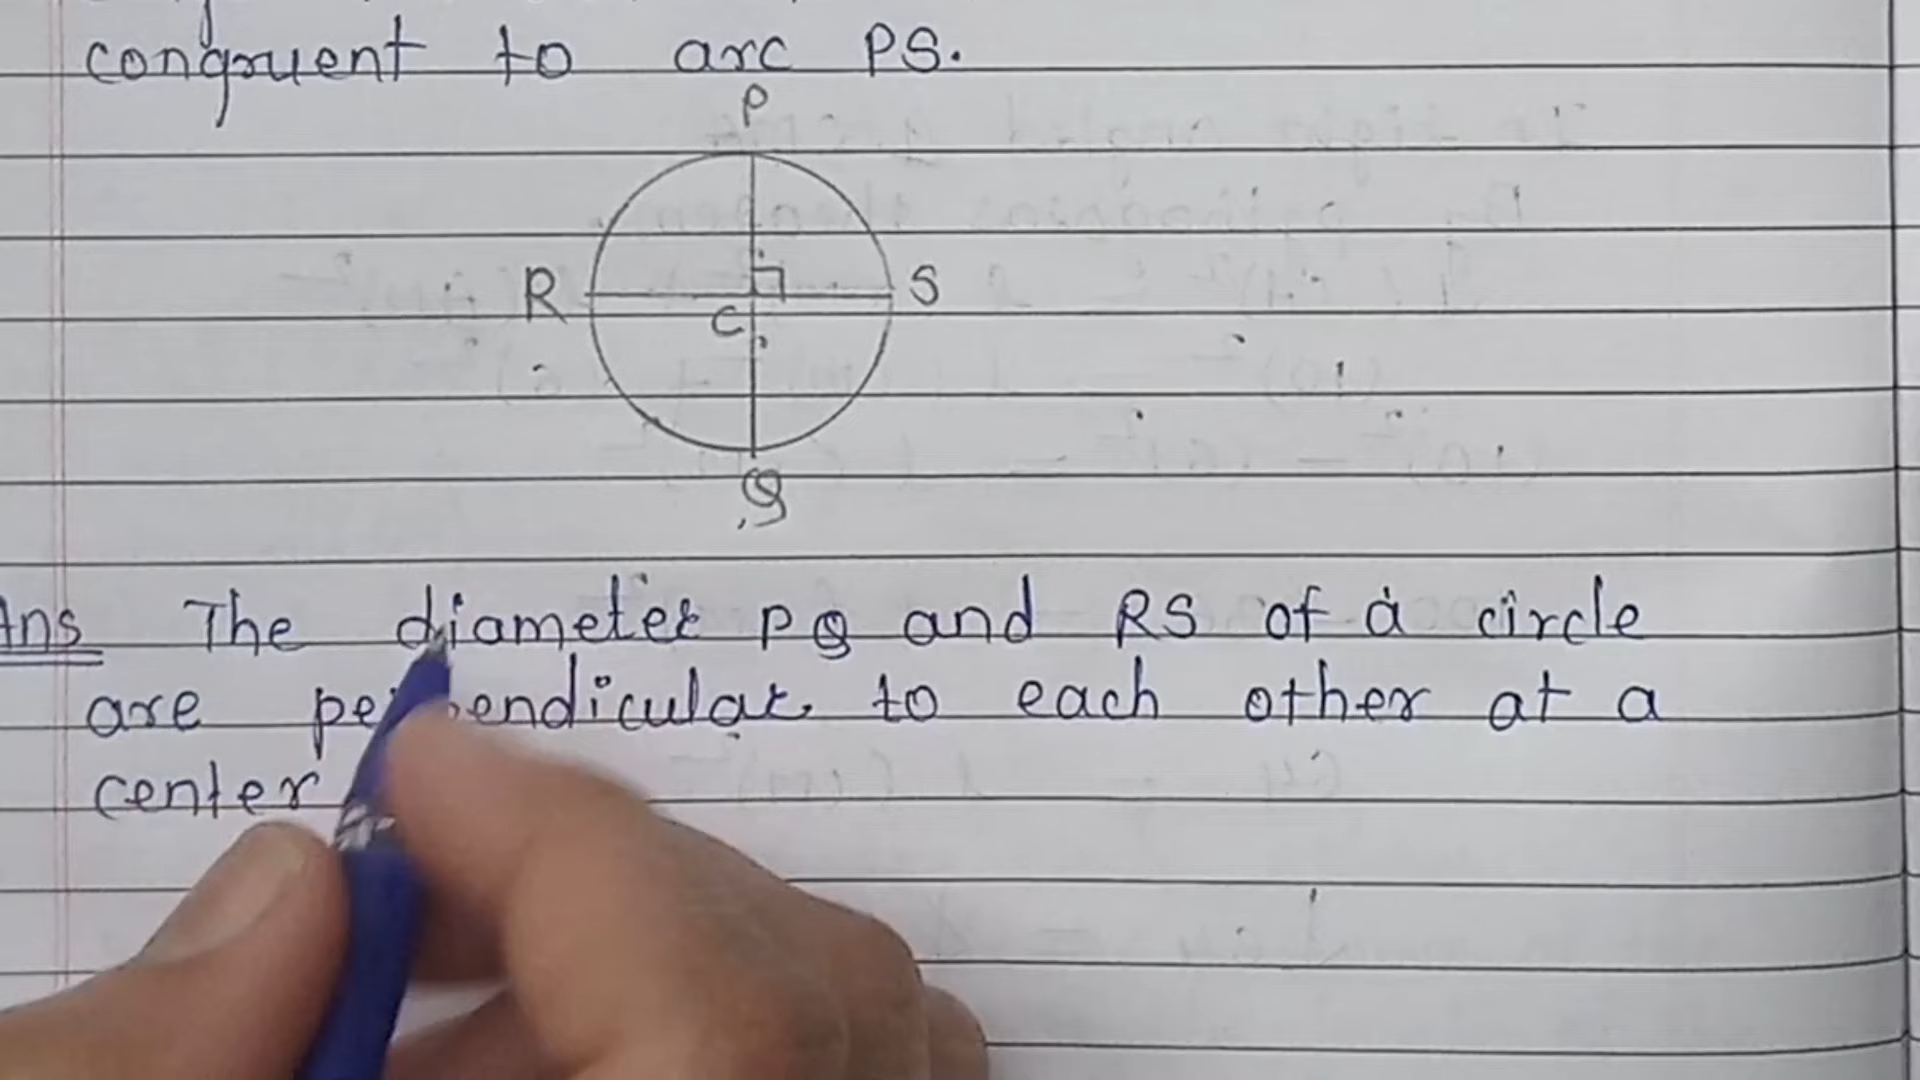 congruent to arc PS.
P
R
S
C
Q
Ans The diameter PQ and RS of a circle
are perpendicular to each other at a
center